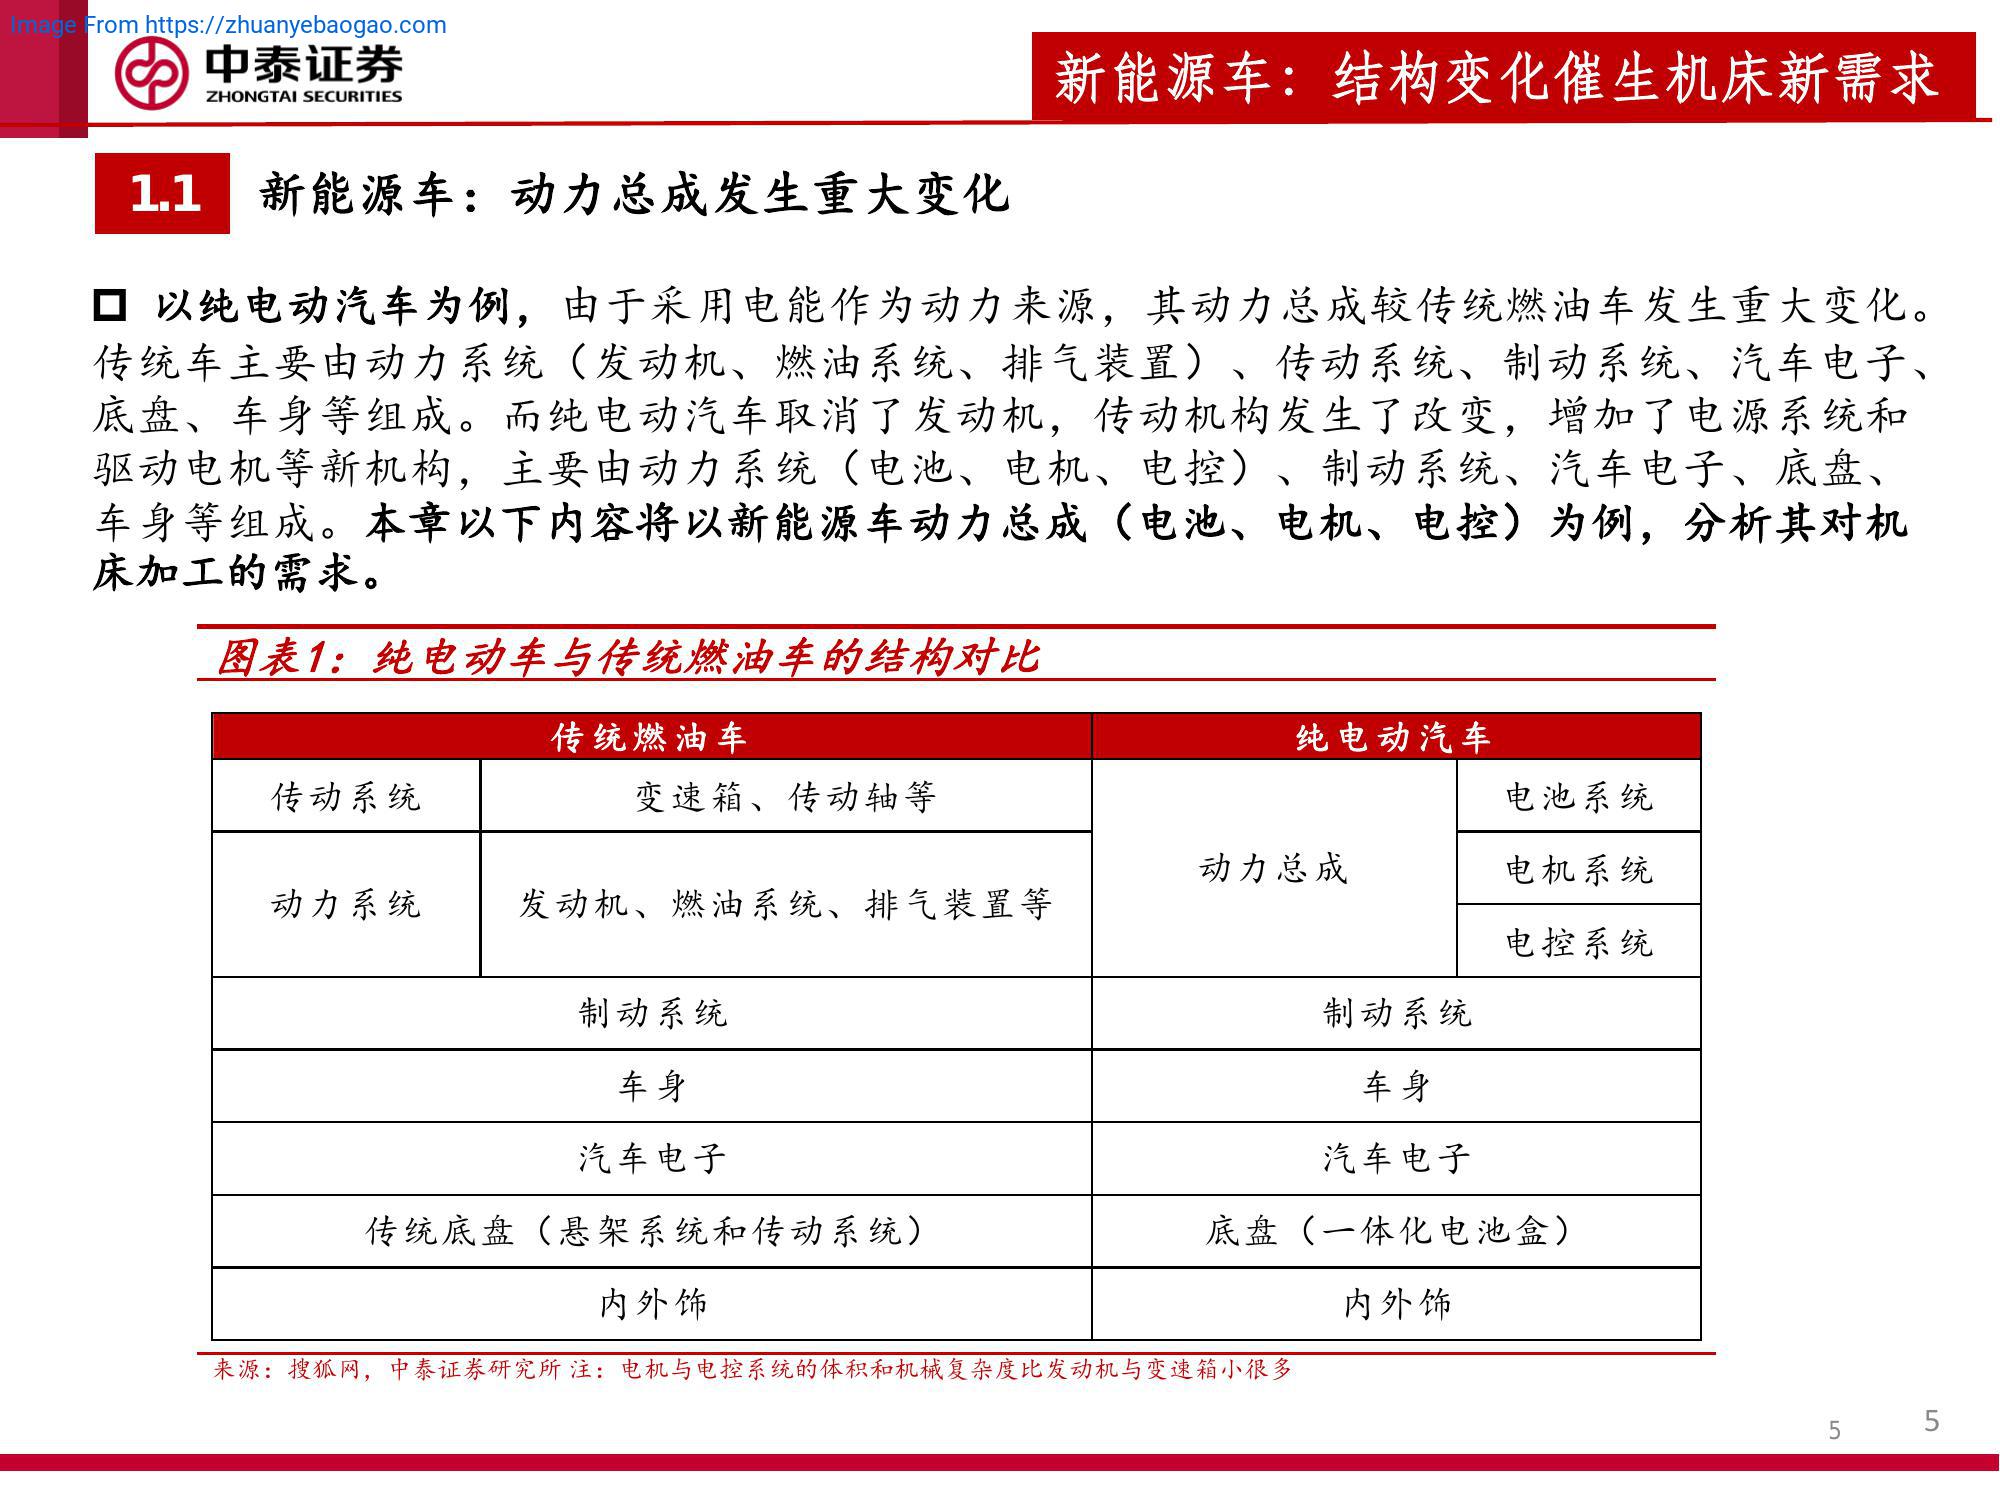 Image From https://zhuanyebaogao.com
中泰证券
ZHONGTAI SECURITIES
新能源车：结构变化催生机床新需求
1.1 新能源车：动力总成发生重大变化
以纯电动汽车为例，由于采用电能作为动力来源，其动力总成较传统燃油车发生重大变化。
传统车主要由动力系统（发动机、燃油系统、排气装置）、传动系统、制动系统、汽车电子、
底盘、车身等组成。而纯电动汽车取消了发动机，传动机构发生了改变，增加了电源系统和
驱动电机等新机构，主要由动力系统（电池、电机、电控）、制动系统、汽车电子、底盘、
车身等组成。本章以下内容将以新能源车动力总成（电池、电机、电控）为例，分析其对机
床加工的需求。
图表1：纯电动车与传统燃油车的结构对比
传统燃油车 纯电动汽车
传动系统 变速箱、传动轴等 动力总成 电池系统
动力系统 发动机、燃油系统、排气装置等 电机系统
电控系统
制动系统 制动系统
车身 车身
汽车电子 汽车电子
传统底盘（悬架系统和传动系统） 底盘（一体化电池盒）
内外饰 内外饰
来源：搜狐网，中泰证券研究所 注：电机与电控系统的体积和机械复杂度比发动机与变速箱小很多
5
5